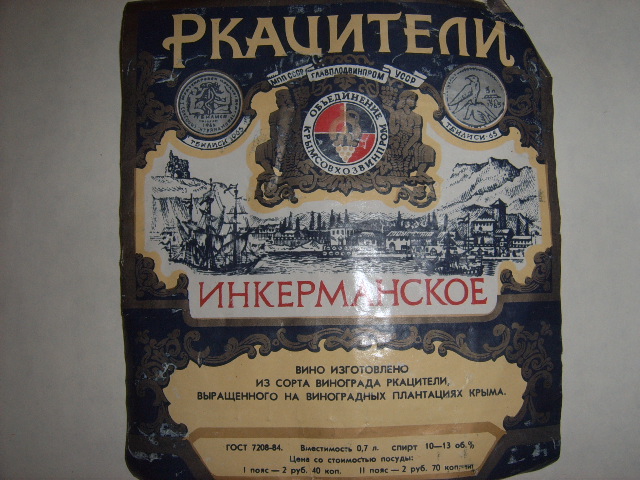 РКАЦИТЕЛИ
МПП СССР ГЛАВПЛОДВИНПРОМ УССР
ОБЪЕДИНЕНИЕ
КРЫМСОВХОЗВИНПРОМ
ТБИЛИСИ 1965
ТБИЛИСИ-65
ИНКЕРМАНСКОЕ
ВИНО ИЗГОТОВЛЕНО
ИЗ СОРТА ВИНОГРАДА РКАЦИТЕЛИ,
ВЫРАЩЕННОГО НА ВИНОГРАДНЫХ ПЛАНТАЦИЯХ КРЫМА.
ГОСТ 7208-84. Вместимость 0,7 л. спирт 10—13 об.%
Цена со стоимостью посуды:
I пояс — 2 руб. 40 коп. II пояс — 2 руб. 70 коп.